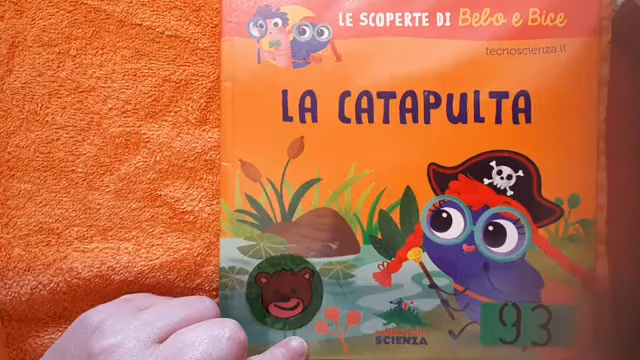 LE SCOPERTE DI Bebo e Bice
tecnoscienza.it
LA CATAPULTA
SCIENZA
9,3